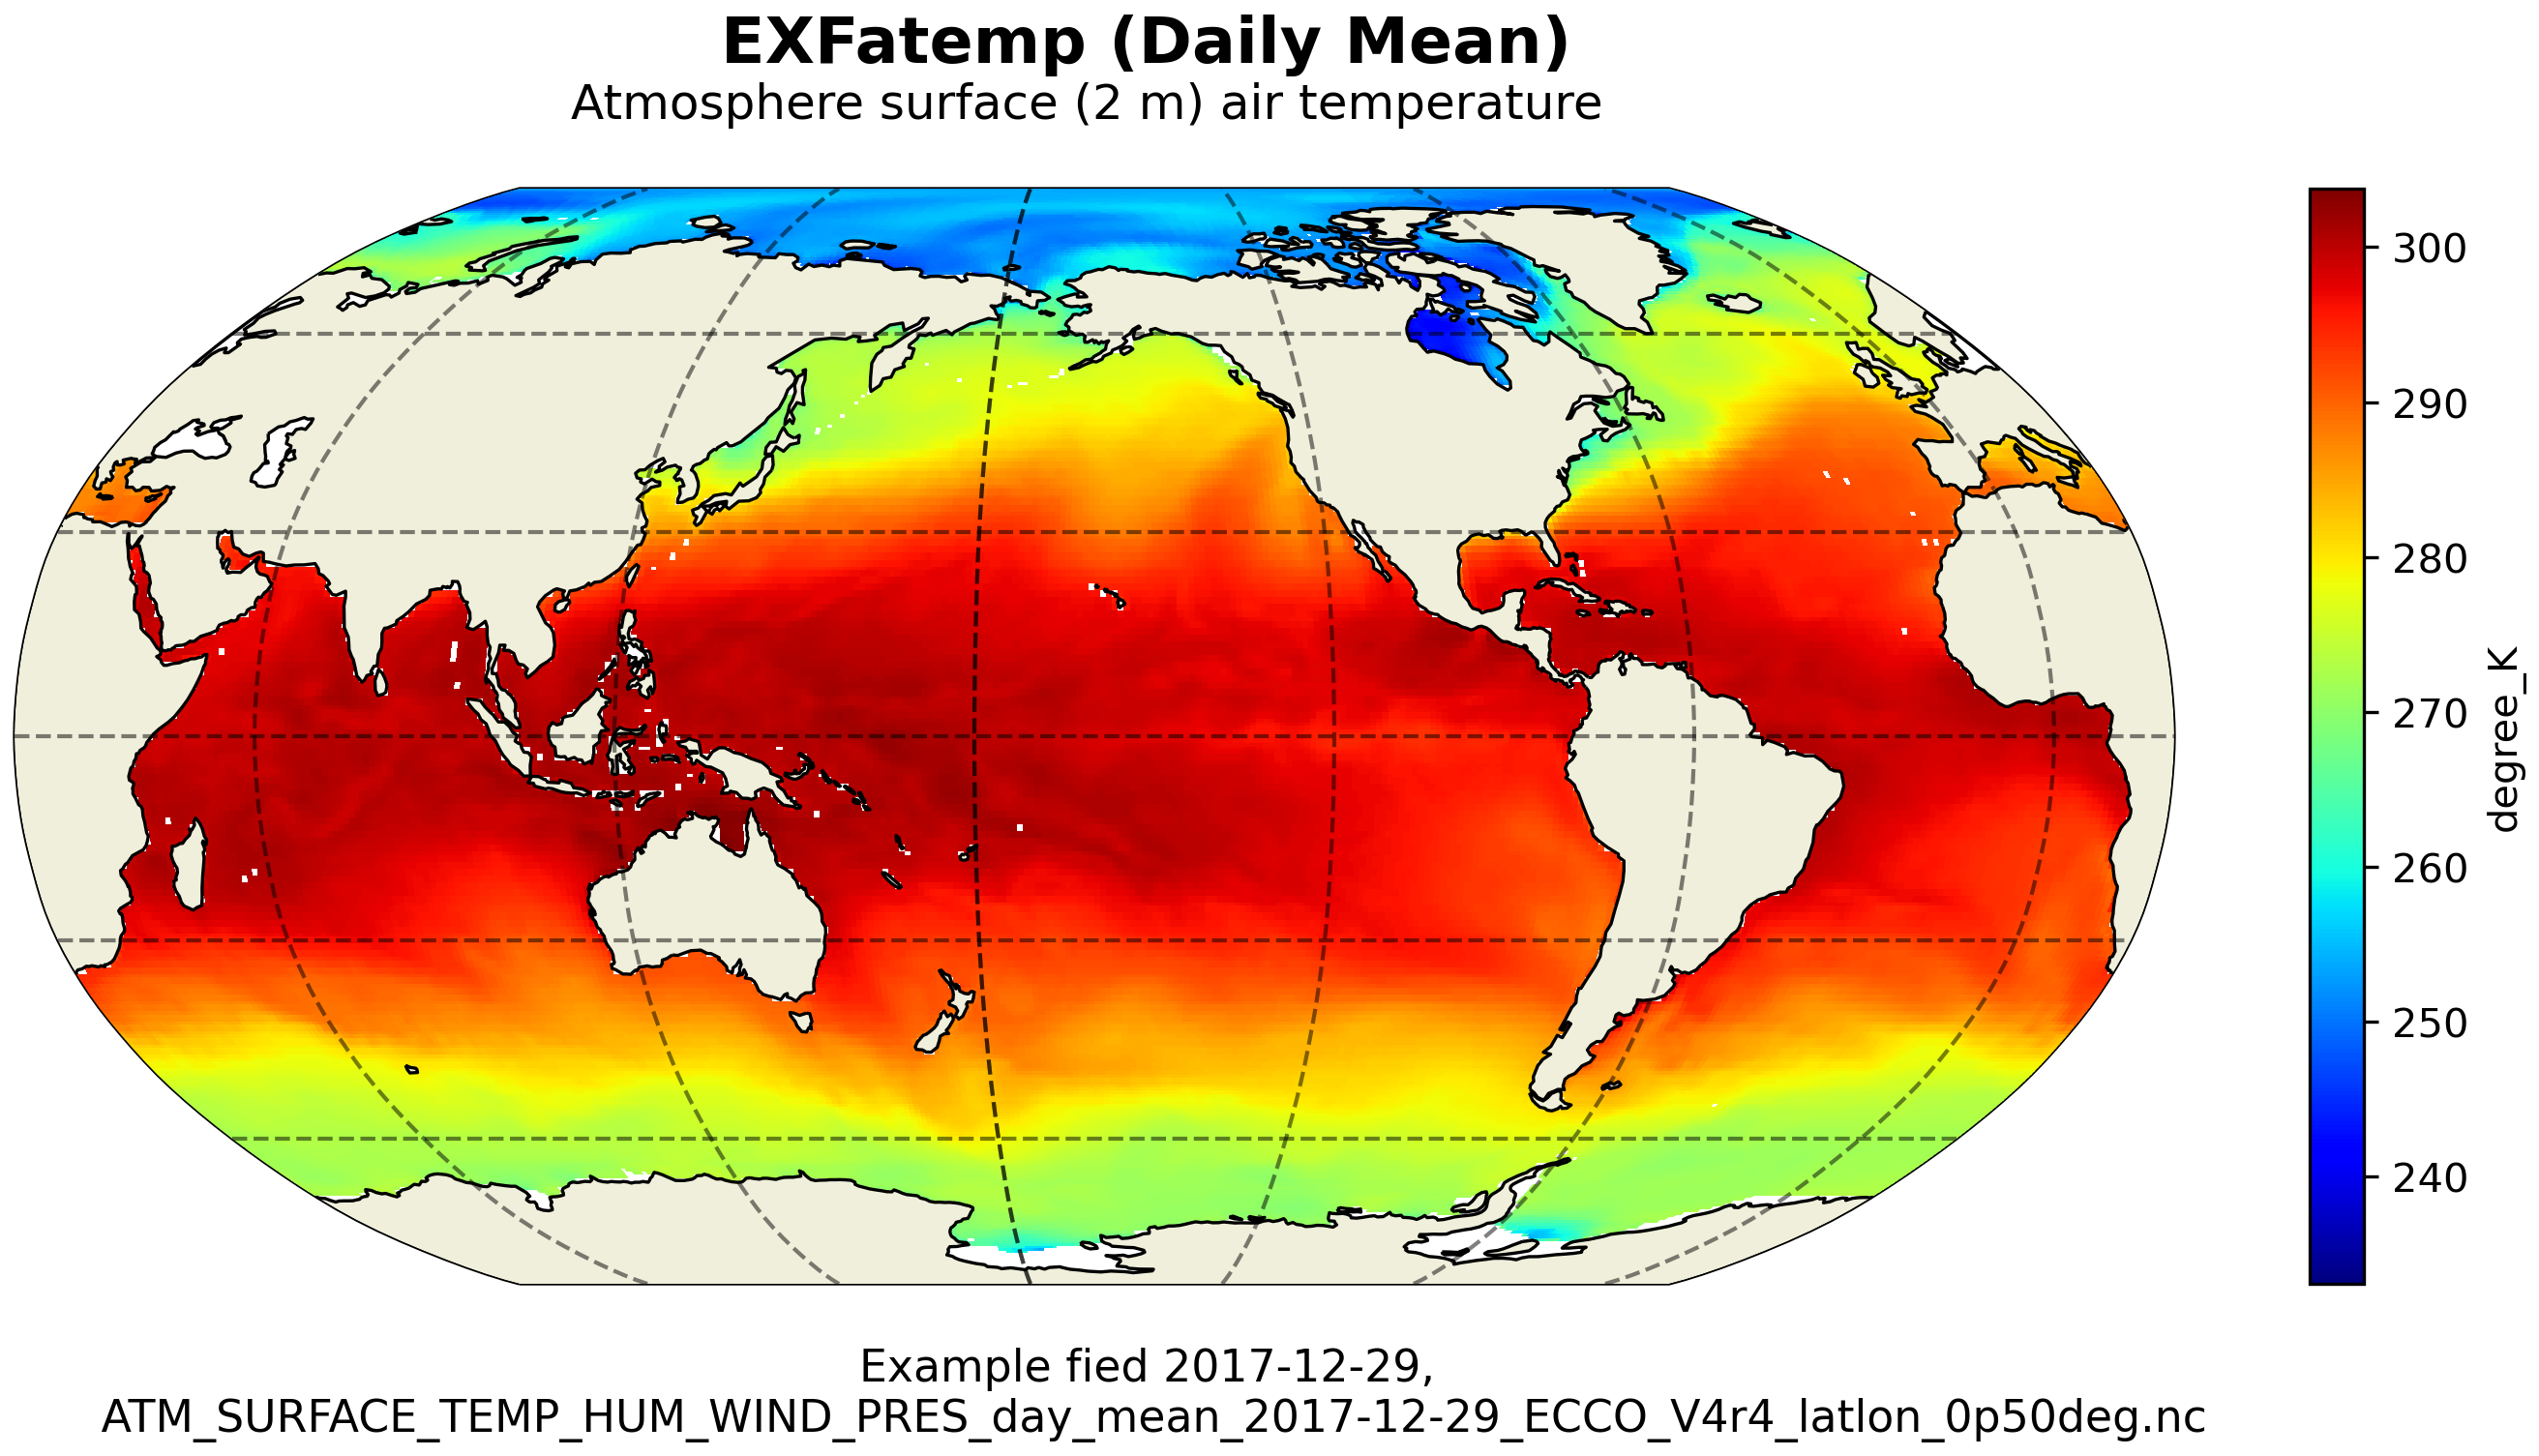 EXFatemp (Daily Mean)
Atmosphere surface (2 m) air temperature
300
290
280
270
260
250
240
degree_K
Example fied 2017-12-29,
ATM_SURFACE_TEMP_HUM_WIND_PRES_day_mean_2017-12-29_ECCO_V4r4_latlon_0p50deg.nc